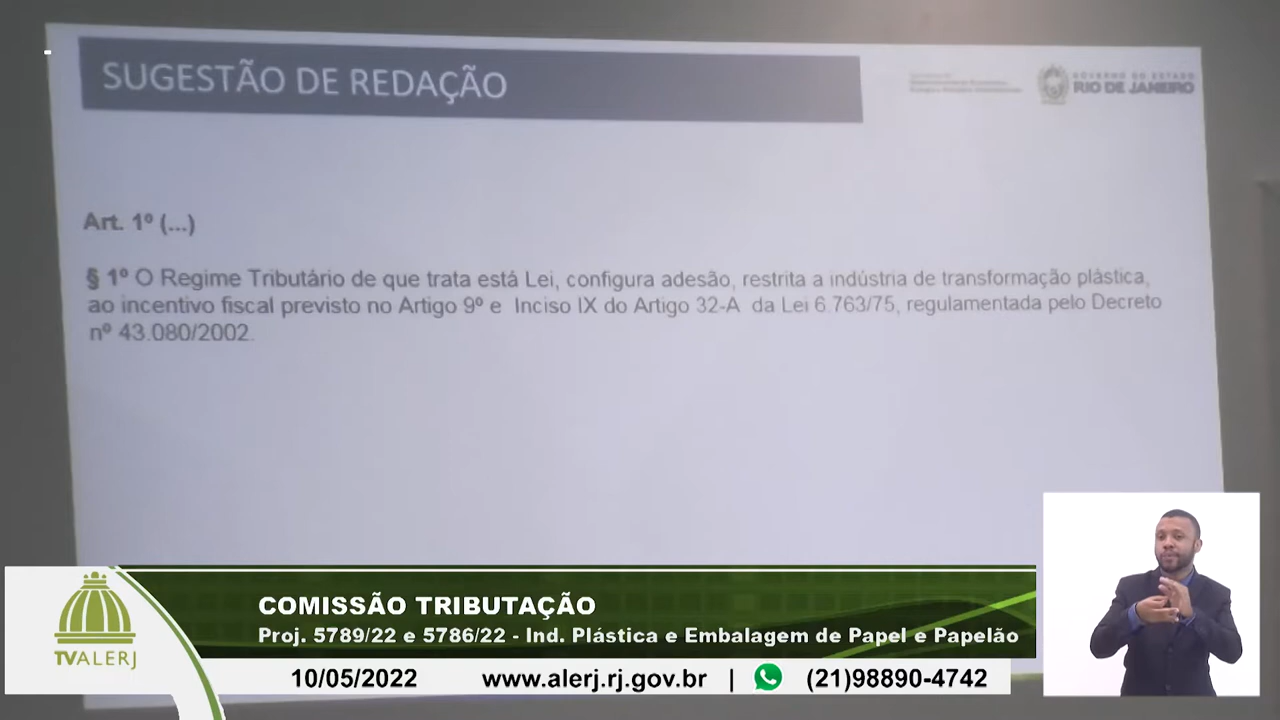 SUGESTÃO DE REDAÇÃO
GOVERNO DO ESTADO
RIO DE JANEIRO
Art. 1º (...)
§ 1º O Regime Tributário de que trata está Lei, configura adesão, restrita a indústria de transformação plástica,
ao incentivo fiscal previsto no Artigo 9º e Inciso IX do Artigo 32-A da Lei 6.763/75, regulamentada pelo Decreto
nº 43.080/2002.
COMISSÃO TRIBUTAÇÃO
Proj. 5789/22 e 5786/22 - Ind. Plástica e Embalagem de Papel e Papelão
TVALERJ
10/05/2022 www.alerj.rj.gov.br | (21)98890-4742